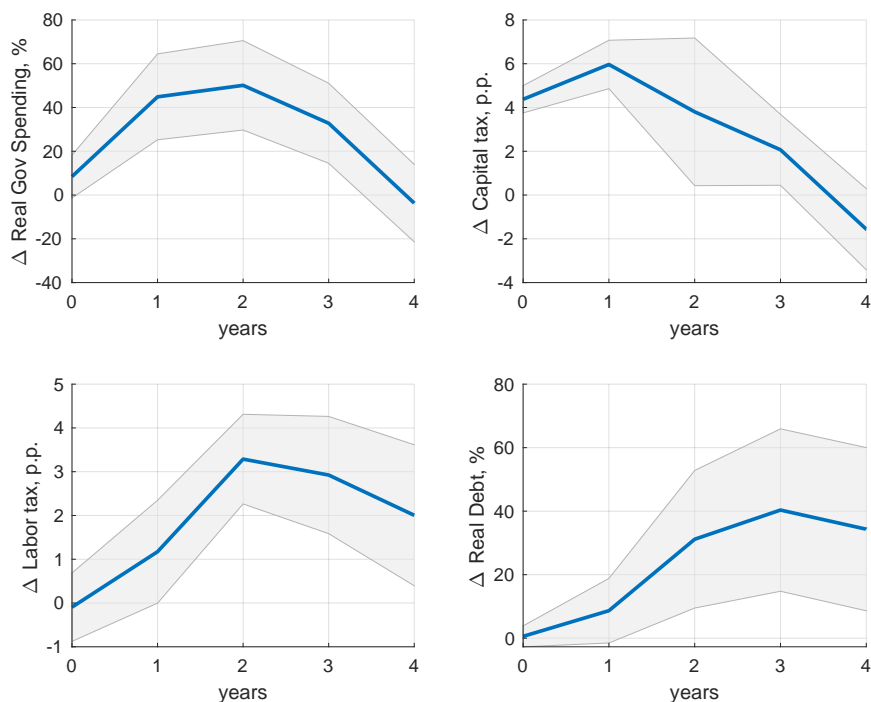 Δ Real Gov Spending, %
80
60
40
20
0
-20
-40
0 1 2 3 4
years
Δ Capital tax, p.p.
8
6
4
2
0
-2
-4
0 1 2 3 4
years
Δ Labor tax, p.p.
5
4
3
2
1
0
-1
0 1 2 3 4
years
Δ Real Debt, %
80
60
40
20
0
0 1 2 3 4
years